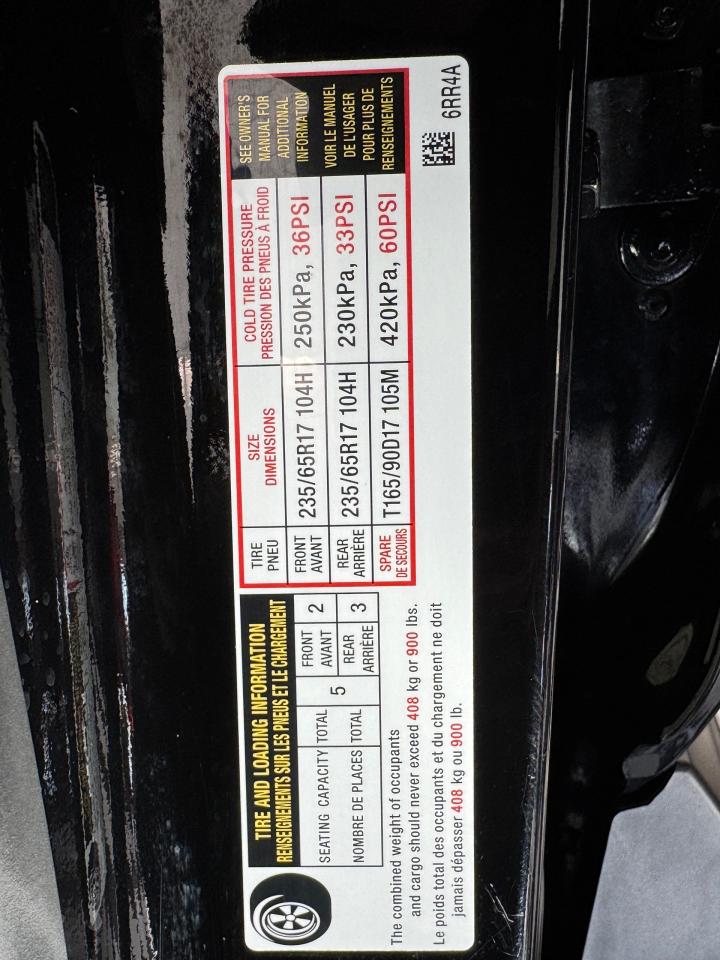 TIRE AND LOADING INFORMATION
RENSEIGNEMENTS SUR LES PNEUS ET LE CHARGEMENT
SEATING CAPACITY TOTAL 5 FRONT 2 REAR 3
NOMBRE DE PLACES TOTAL AVANT ARRIÈRE
The combined weight of occupants
and cargo should never exceed 408 kg or 900 lbs.
Le poids total des occupants et du chargement ne doit
jamais dépasser 408 kg ou 900 lb.
TIRE SIZE COLD TIRE PRESSURE
PNEU DIMENSIONS PRESSION DES PNEUS À FROID
FRONT
AVANT
235/65R17 104H 250kPa, 36PSI
REAR
ARRIÈRE
235/65R17 104H 230kPa, 33PSI
SPARE
DE SECOURS
T165/90D17 105M 420kPa, 60PSI
SEE OWNER'S
MANUAL FOR
ADDITIONAL
INFORMATION
VOIR LE MANUEL
DE L'USAGER
POUR PLUS DE
RENSEIGNEMENTS
6RR4A